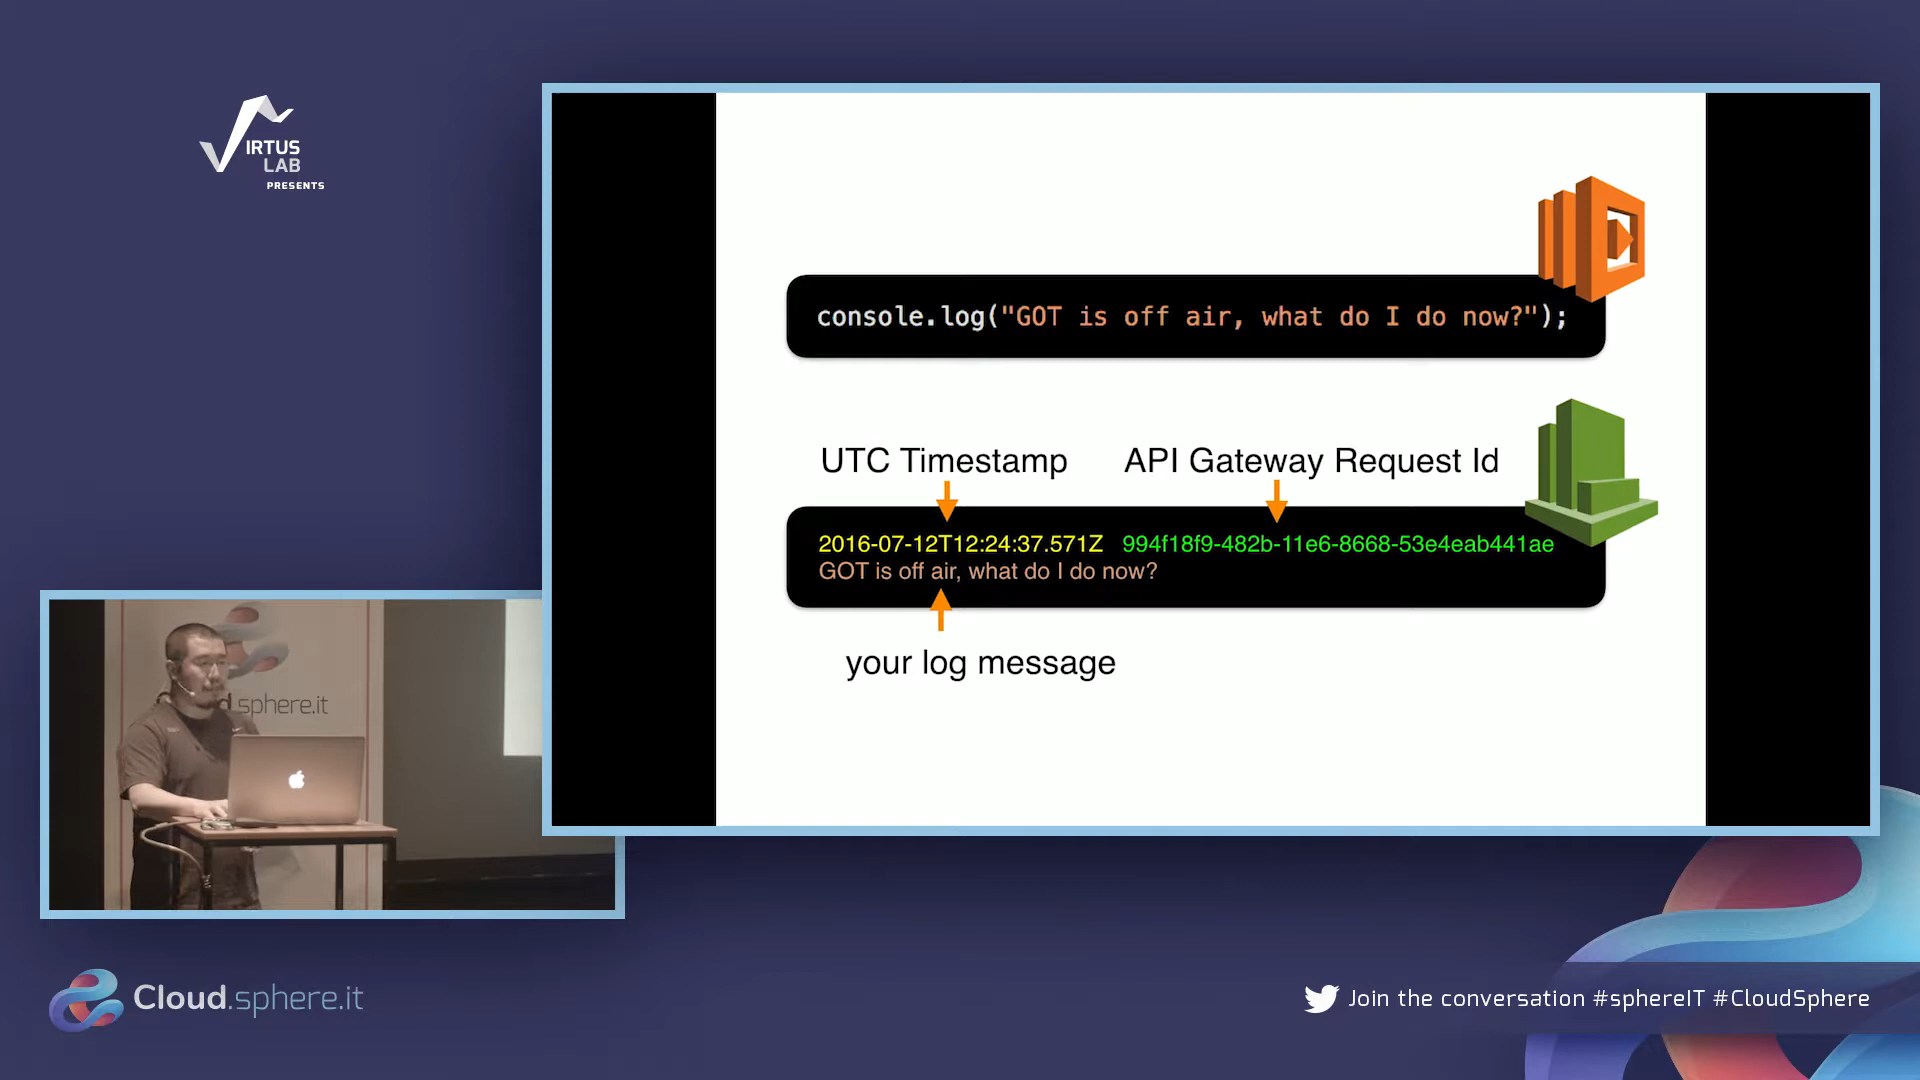 VIRTUS
LAB
PRESENTS
console.log("GOT is off air, what do I do now?");
UTC Timestamp API Gateway Request Id
2016-07-12T12:24:37.571Z 994f18f9-482b-11e6-8668-53e4eab441ae
GOT is off air, what do I do now?
your log message
d.sphere.it
Cloud.sphere.it
Join the conversation #sphereIT #CloudSphere